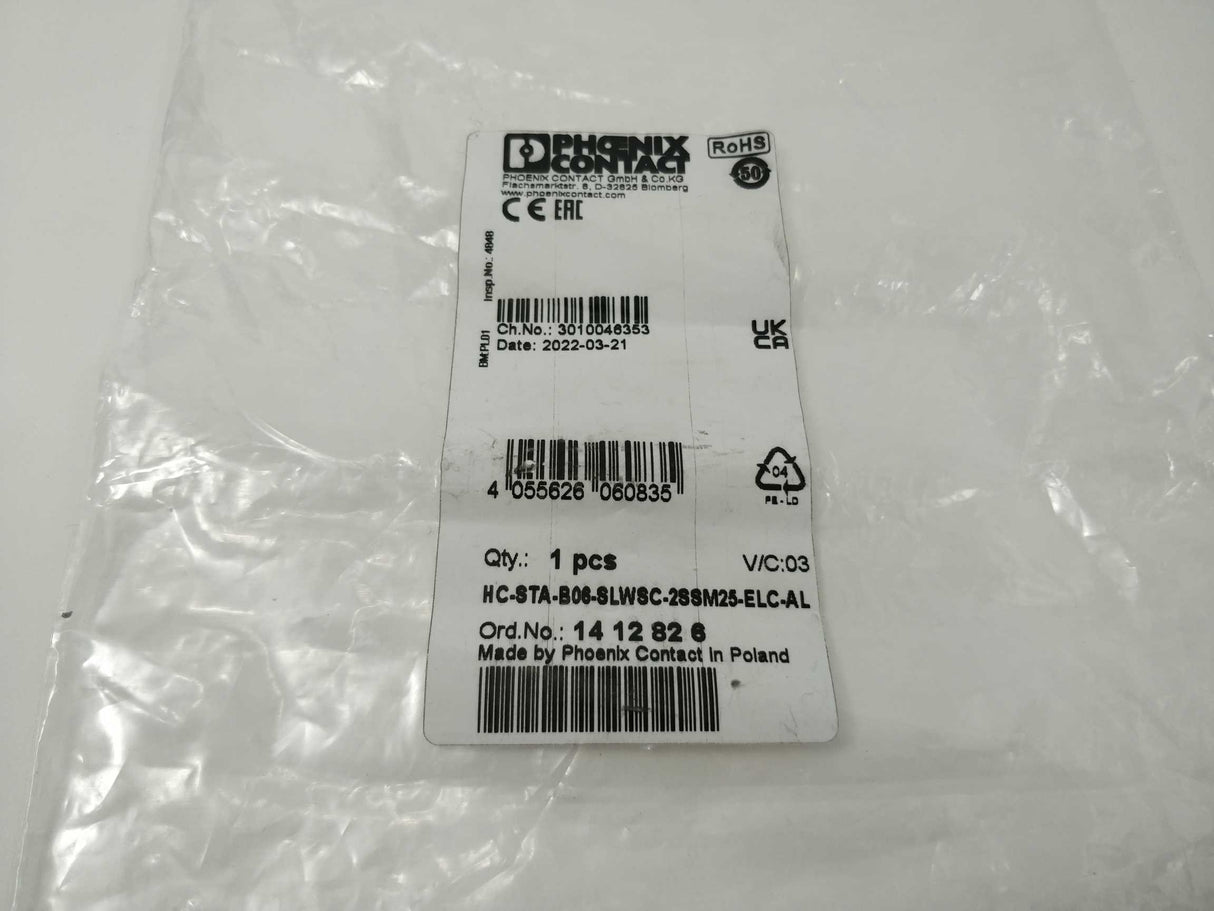 PHŒNIX
CONTACT
RoHS
50
PHOENIX CONTACT GmbH & Co.KG
Flachsmarktstr. 8, D-32825 Blomberg
www.phoenixcontact.com
CE EAC
Insp.No.: 4848
BM:PL01
Ch.No.: 3010046353
Date: 2022-03-21
UK
CA
4 055626 060835
04
PE-LD
Qty.: 1 pcs
V/C:03
HC-STA-B06-SLWSC-2SSM25-ELC-AL
Ord.No.: 14 12 82 6
Made by Phoenix Contact in Poland